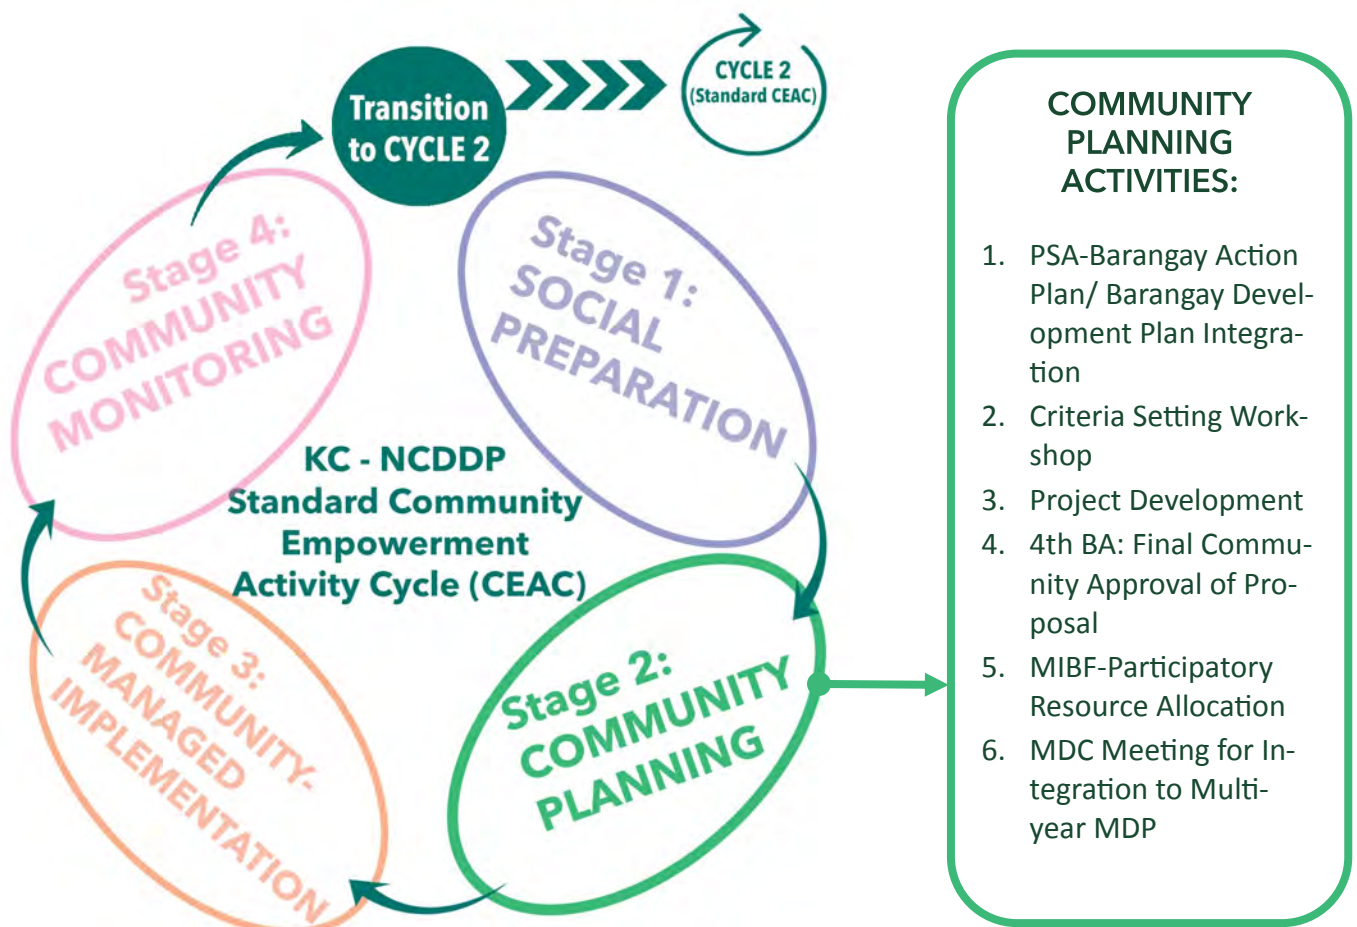 Transition
to CYCLE 2
CYCLE 2
(Standard CEAC)
Stage 1:
SOCIAL
PREPARATION
Stage 2:
COMMUNITY
PLANNING
Stage 3:
COMMUNITY-
MANAGED
IMPLEMENTATION
Stage 4:
COMMUNITY
MONITORING
KC - NCDDP
Standard Community
Empowerment
Activity Cycle (CEAC)
COMMUNITY
PLANNING
ACTIVITIES:
1. PSA-Barangay Action
Plan/ Barangay Devel-
opment Plan Integra-
tion
2. Criteria Setting Work-
shop
3. Project Development
4. 4th BA: Final Commu-
nity Approval of Pro-
posal
5. MIBF-Participatory
Resource Allocation
6. MDC Meeting for In-
tegration to Multi-
year MDP